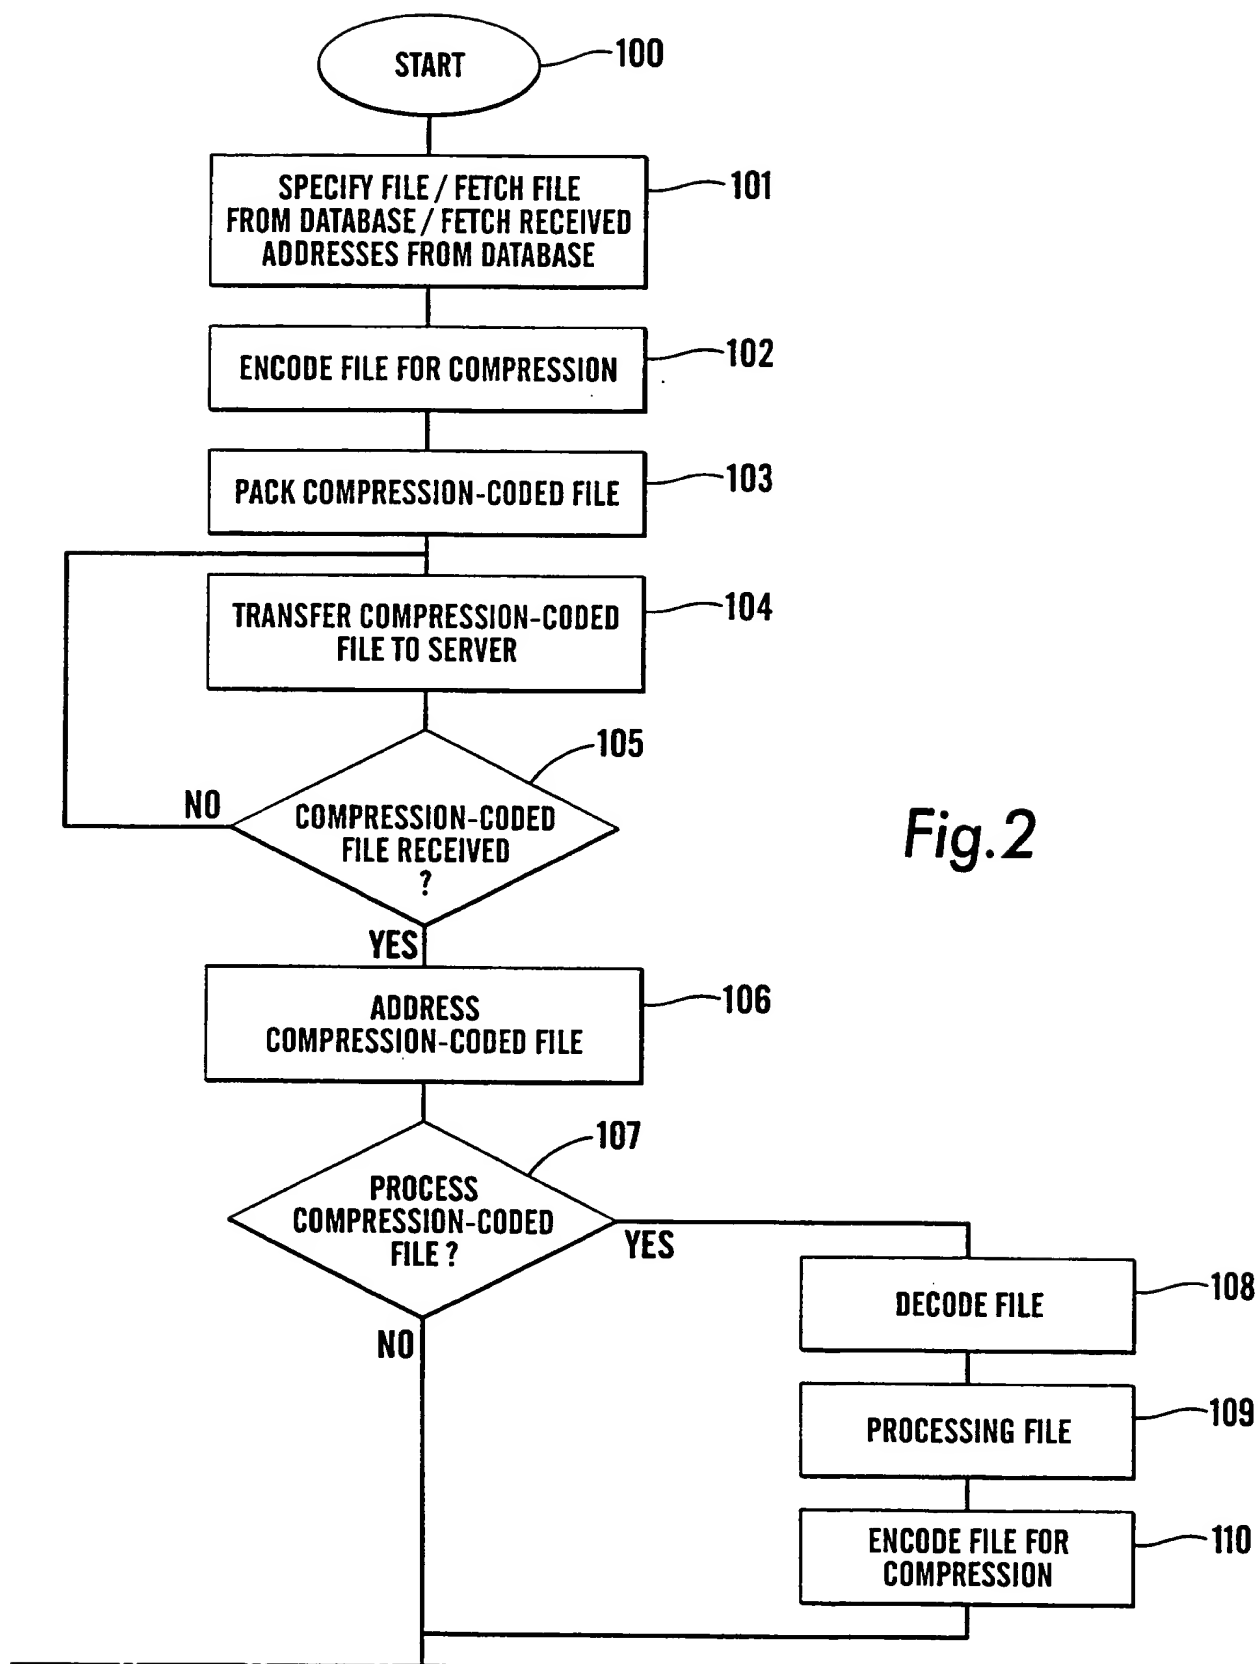 START
100
SPECIFY FILE / FETCH FILE
FROM DATABASE / FETCH RECEIVED
ADDRESSES FROM DATABASE
101
ENCODE FILE FOR COMPRESSION
102
PACK COMPRESSION-CODED FILE
103
TRANSFER COMPRESSION-CODED
FILE TO SERVER
104
105
NO
COMPRESSION-CODED
FILE RECEIVED
?
Fig.2
YES
ADDRESS
COMPRESSION-CODED FILE
106
107
PROCESS
COMPRESSION-CODED
FILE ?
YES
NO
DECODE FILE
108
PROCESSING FILE
109
ENCODE FILE FOR
COMPRESSION
110